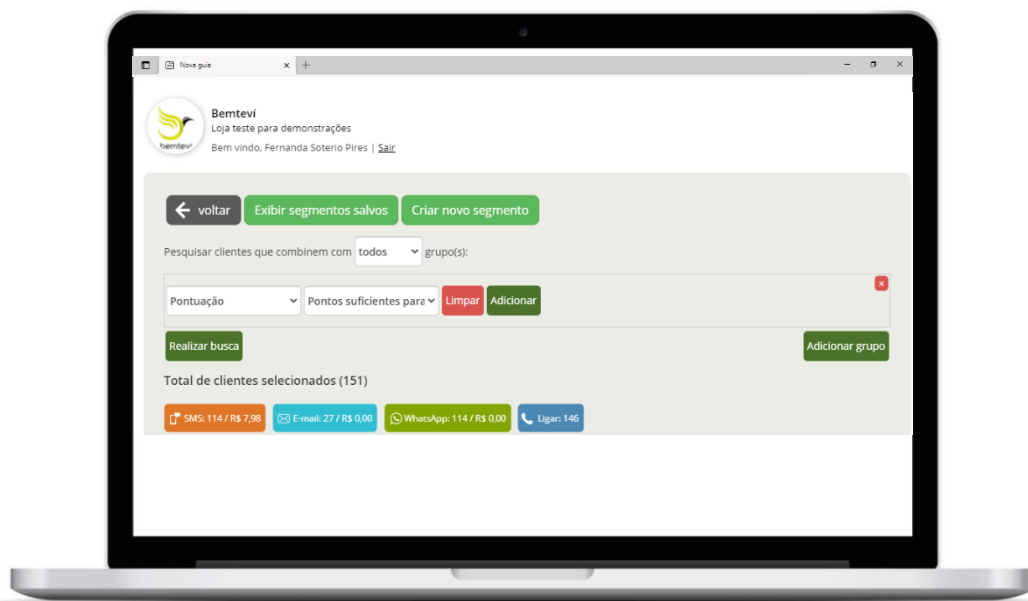 Nova guia
Bemteví
Loja teste para demonstrações
bemteví
Bem vindo, Fernanda Soterio Pires | Sair
voltar
Exibir segmentos salvos
Criar novo segmento
Pesquisar clientes que combinem com todos grupo(s):
Pontuação
Pontos suficientes para
Limpar
Adicionar
Realizar busca
Adicionar grupo
Total de clientes selecionados (151)
SMS: 114 / R$ 7,98
E-mail: 27 / R$ 0,00
WhatsApp: 114 / R$ 0,00
Ligar: 146